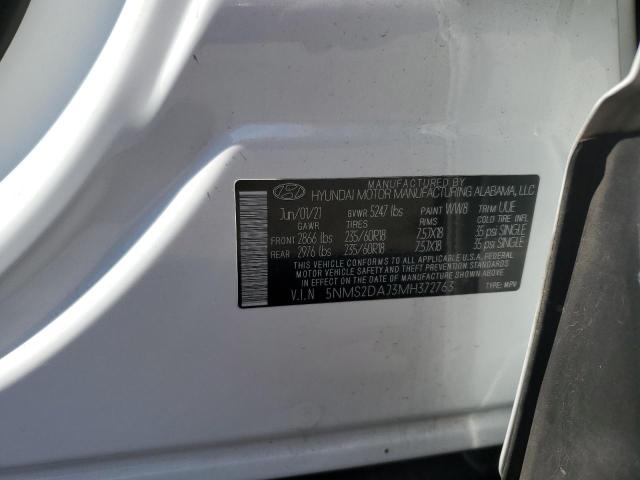 MANUFACTURED BY
HYUNDAI MOTOR MANUFACTURING ALABAMA, LLC
Jun/01/21 GVWR 5247 lbs PAINT WW8 TRIM UUE
GAWR TIRES RIMS COLD TIRE INFL.
FRONT 2866 lbs 235/60R18 7.5JX18 35 psi SINGLE
REAR 2976 lbs 235/60R18 7.5JX18 35 psi SINGLE
THIS VEHICLE CONFORMS TO ALL APPLICABLE U.S.A. FEDERAL
MOTOR VEHICLE SAFETY STANDARDS IN EFFECT ON THE
DATE OF MANUFACTURE SHOWN ABOVE.
V.I.N 5NMS2DAJ3MH372763 TYPE: MPV